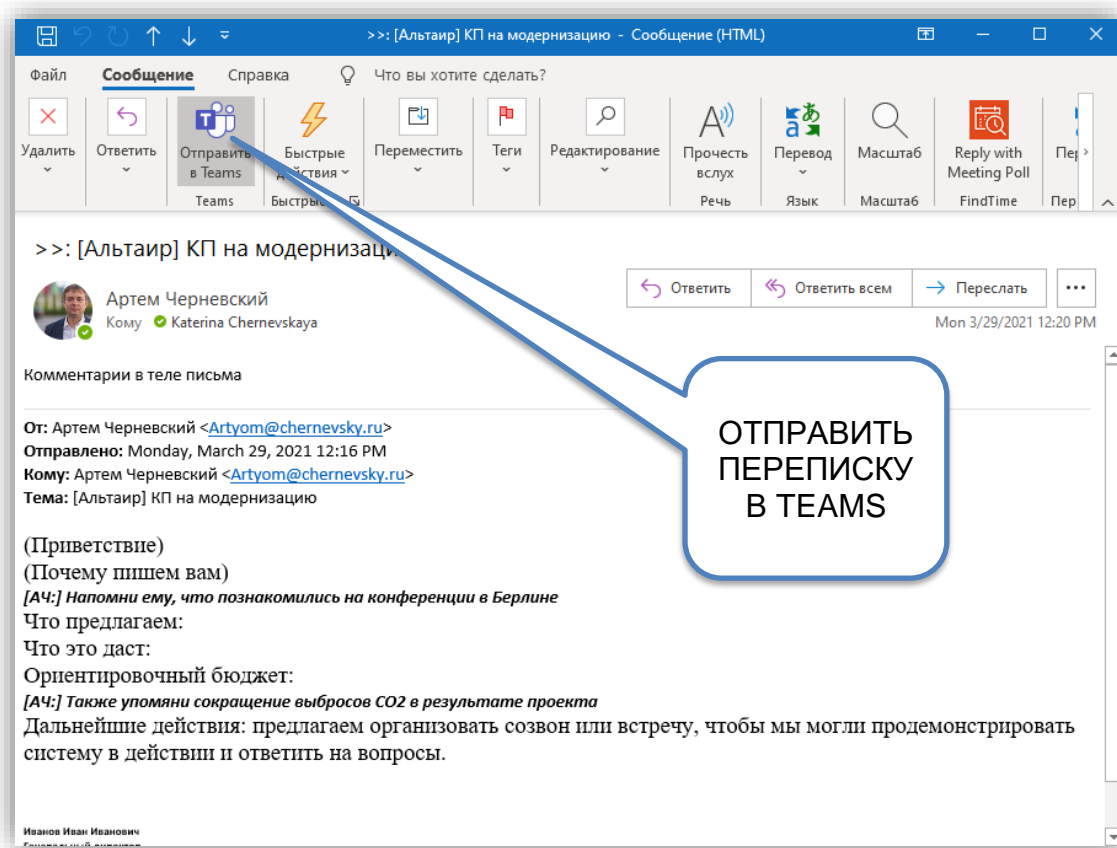 >>: [Альтаир] КП на модернизацию - Сообщение (HTML)
Файл Сообщение Справка Что вы хотите сделать?
Удалить Ответить Отправить в Teams Быстрые действия Переместить Теги Редактирование Прочесть вслух Перевод Масштаб Reply with Meeting Poll
Teams Речь Язык Масштаб FindTime Пер
>>: [Альтаир] КП на модернизаци
Ответить Ответить всем Переслать
Артем Черневский
Кому Katerina Chernevskaya
Mon 3/29/2021 12:20 PM
Комментарии в теле письма
От: Артем Черневский <Artyom@chernevsky.ru>
Отправлено: Monday, March 29, 2021 12:16 PM
Кому: Артем Черневский <Artyom@chernevsky.ru>
Тема: [Альтаир] КП на модернизацию
ОТПРАВИТЬ
ПЕРЕПИСКУ
В TEAMS
(Приветствие)
(Почему пишем вам)
[АЧ:] Напомни ему, что познакомились на конференции в Берлине
Что предлагаем:
Что это даст:
Ориентировочный бюджет:
[АЧ:] Также упомяни сокращение выбросов CO2 в результате проекта
Дальнейшие действия: предлагаем организовать созвон или встречу, чтобы мы могли продемонстрировать
систему в действии и ответить на вопросы.
Иванов Иван Иванович